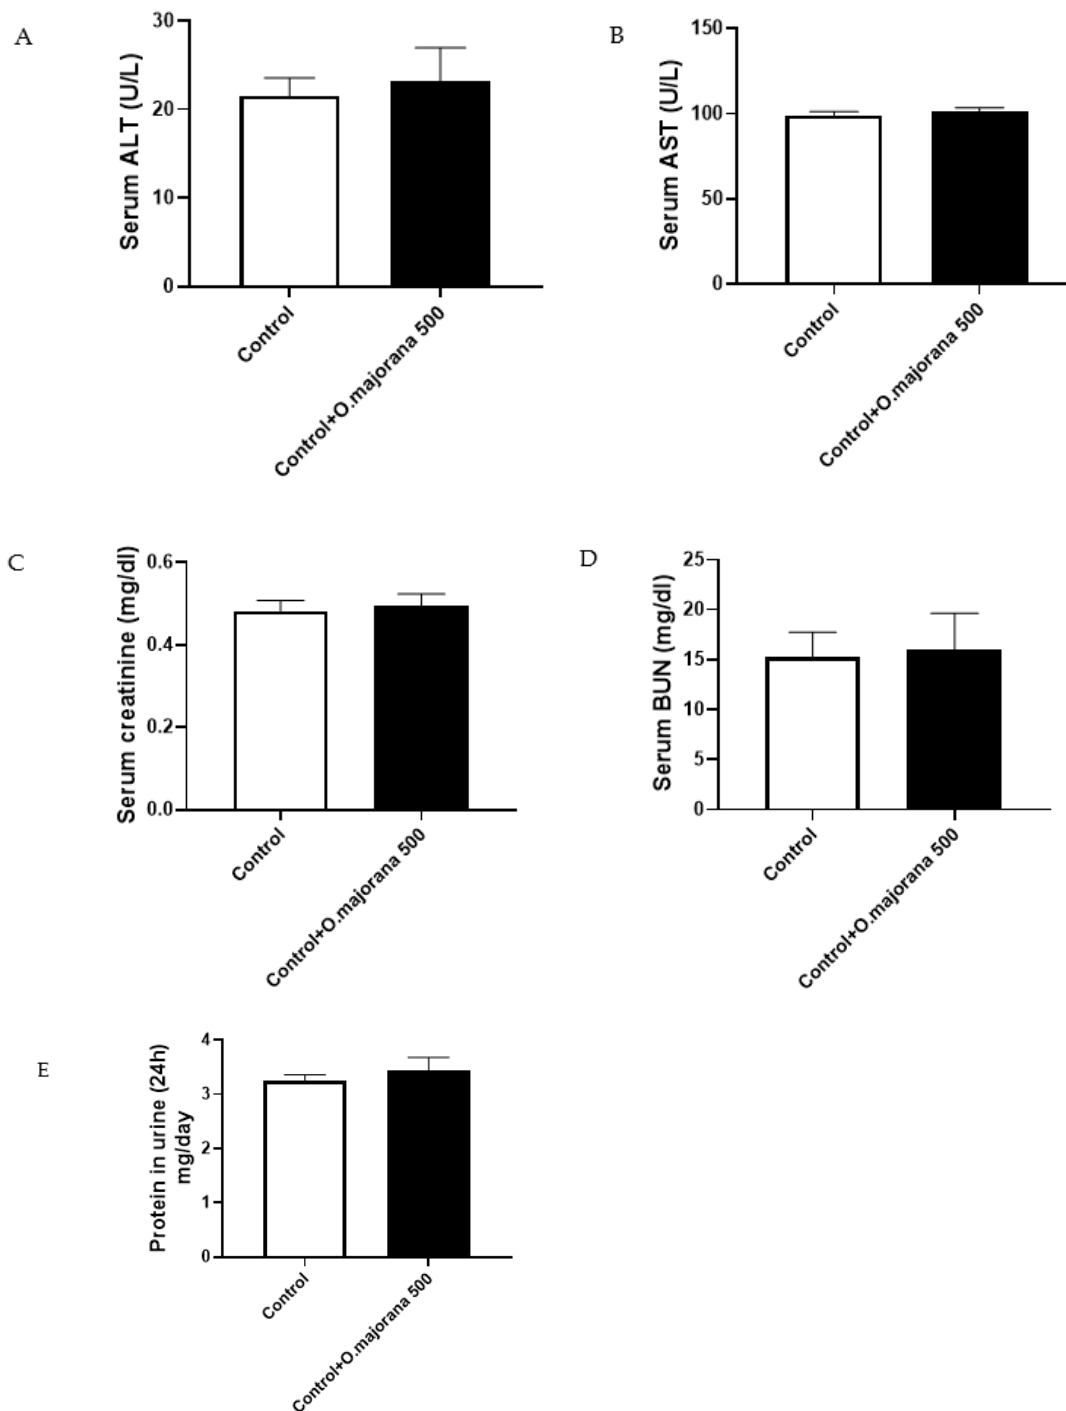 A
Serum ALT (U/L)
30
20
10
0
Control
Control+O.majorana 500
B
Serum AST (U/L)
150
100
50
0
Control
Control+O.majorana 500
C
Serum creatinine (mg/dl)
0.6
0.4
0.2
0.0
Control
Control+O.majorana 500
D
Serum BUN (mg/dl)
25
20
15
10
5
0
Control
Control+O.majorana 500
E
Protein in urine (24h)
mg/day
4
3
2
1
0
Control
Control+O.majorana 500